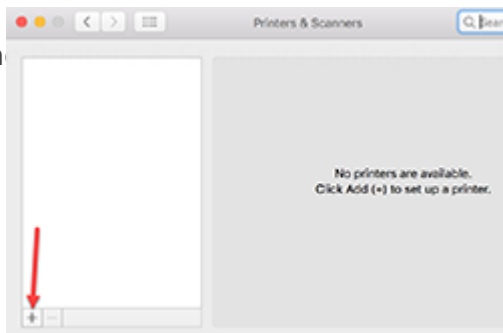 Printers & Scanners
No printers are available.
Click Add (+) to set up a printer.
+ −